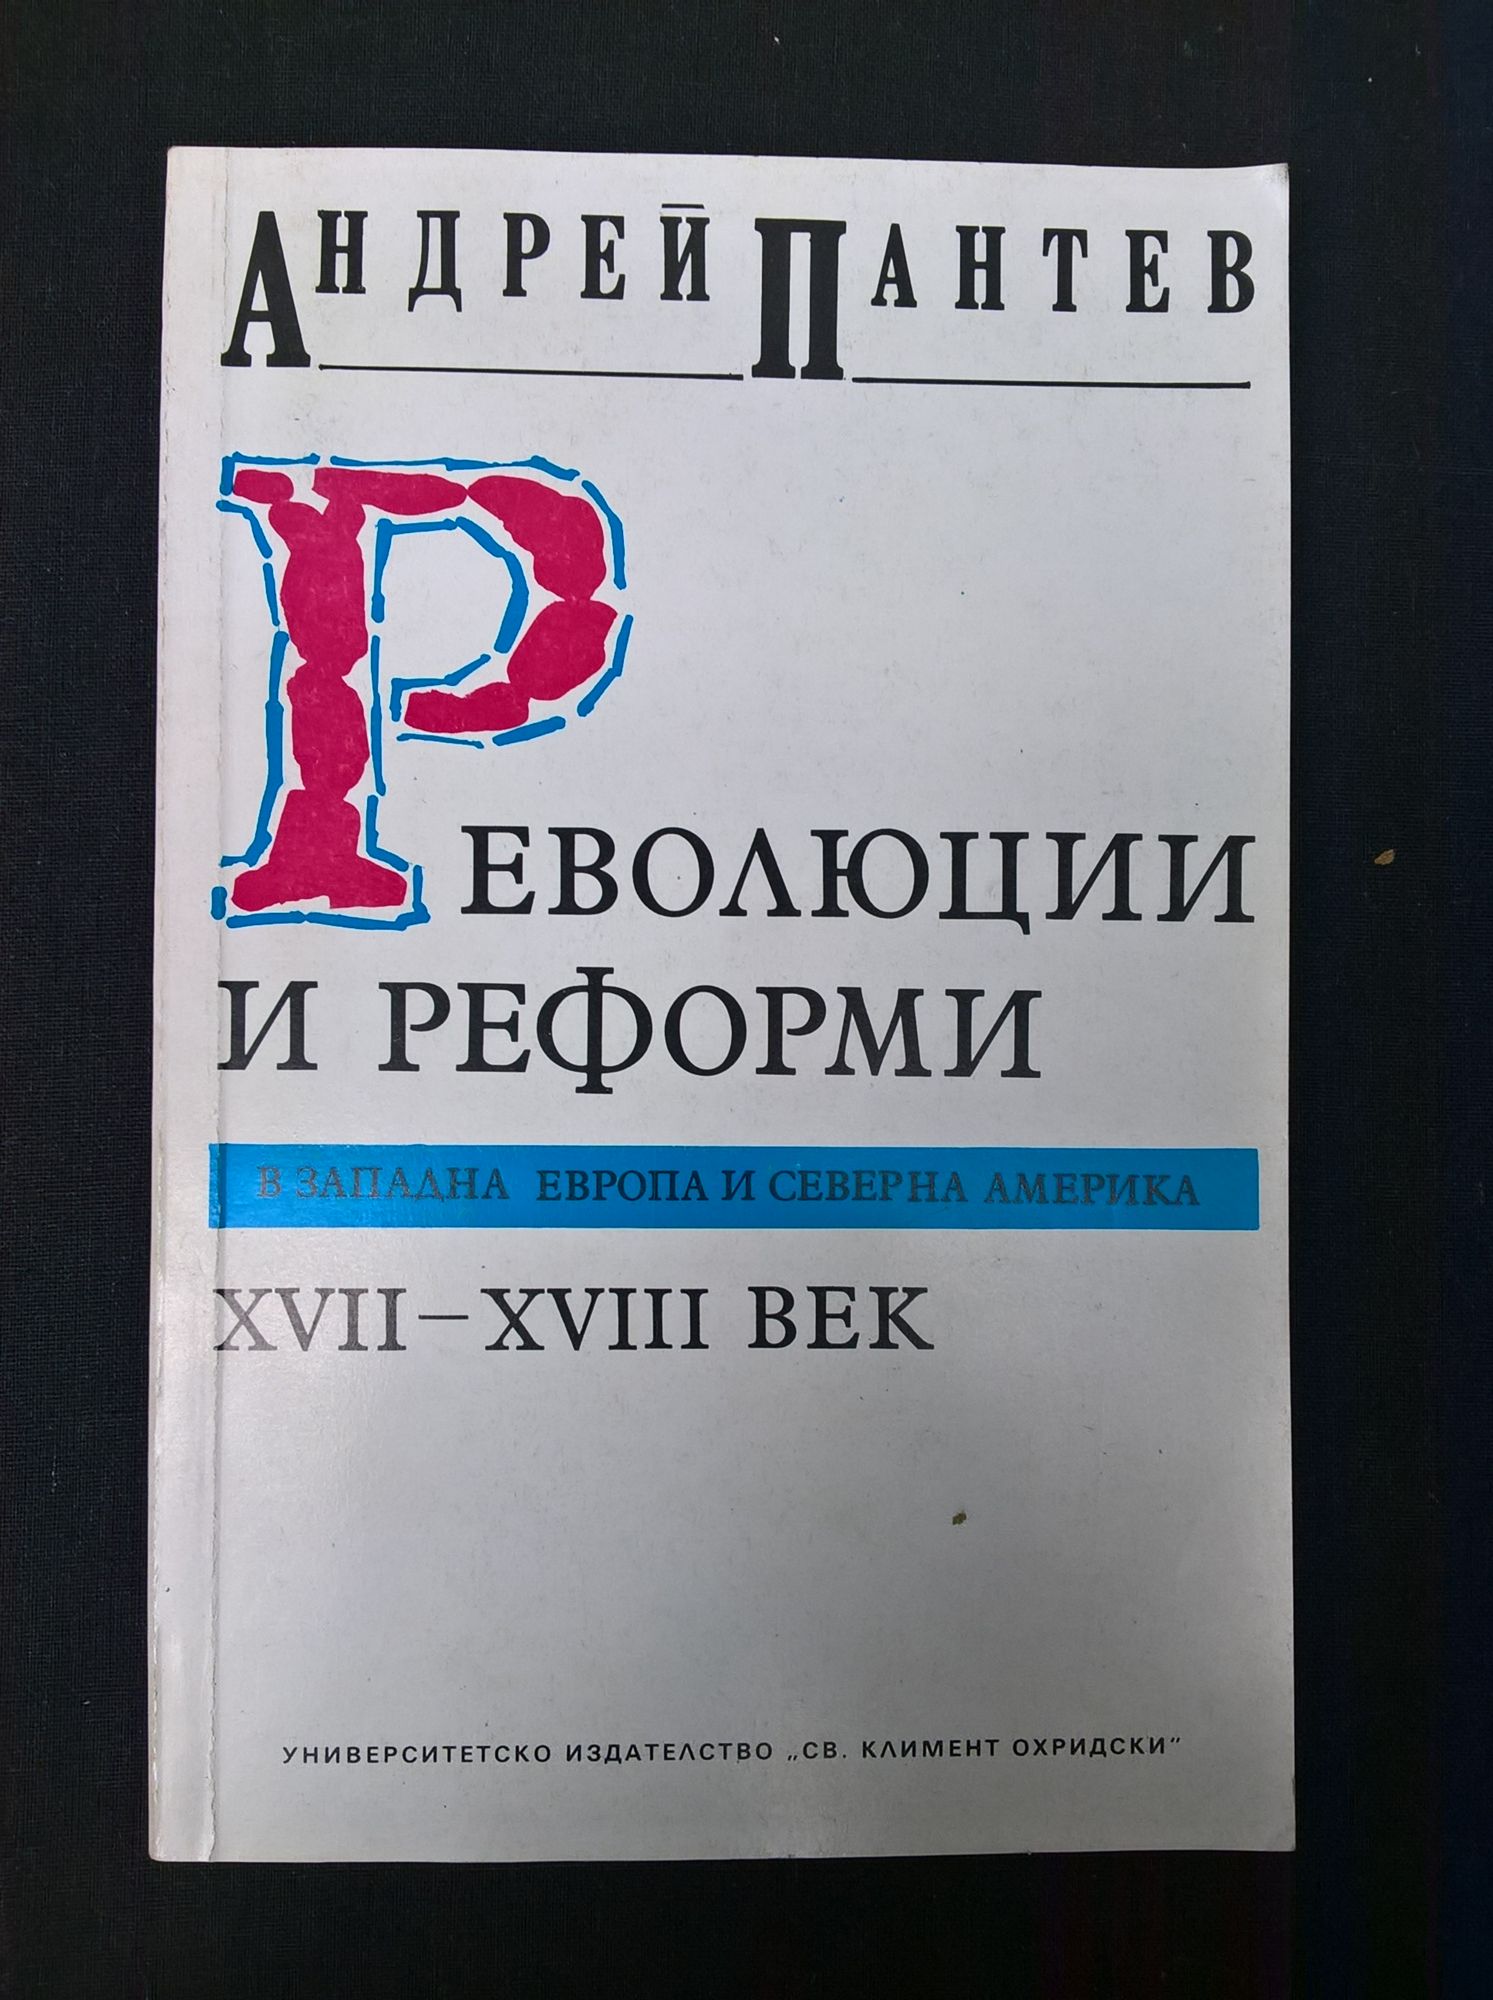 АНДРЕЙ ПАНТЕВ
РЕВОЛЮЦИИ
И РЕФОРМИ
В ЗАПАДНА ЕВРОПА И СЕВЕРНА АМЕРИКА
XVII – XVIII ВЕК
УНИВЕРСИТЕТСКО ИЗДАТЕЛСТВО „СВ. КЛИМЕНТ ОХРИДСКИ”